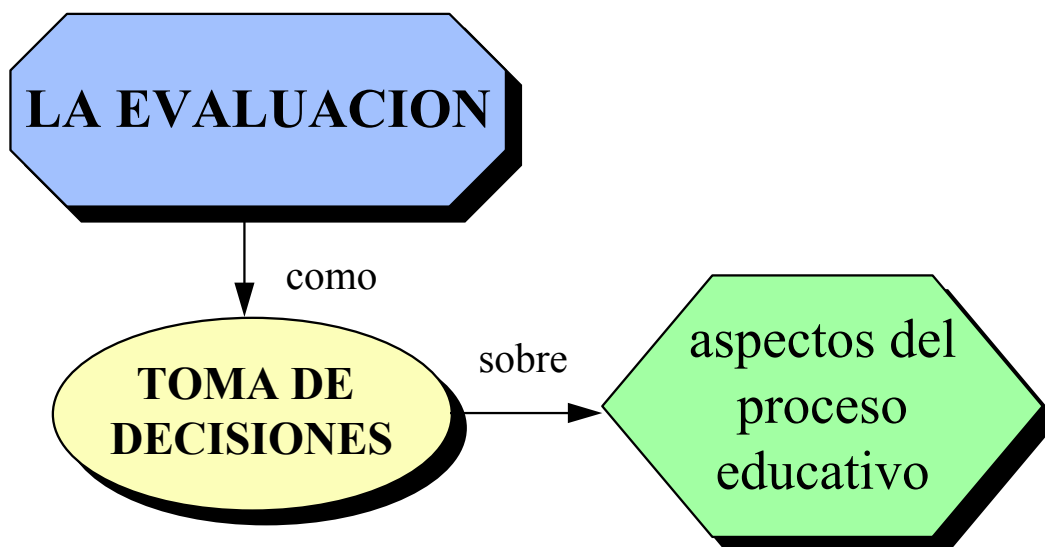 LA EVALUACION
como
TOMA DE
DECISIONES
sobre
aspectos del
proceso
educativo